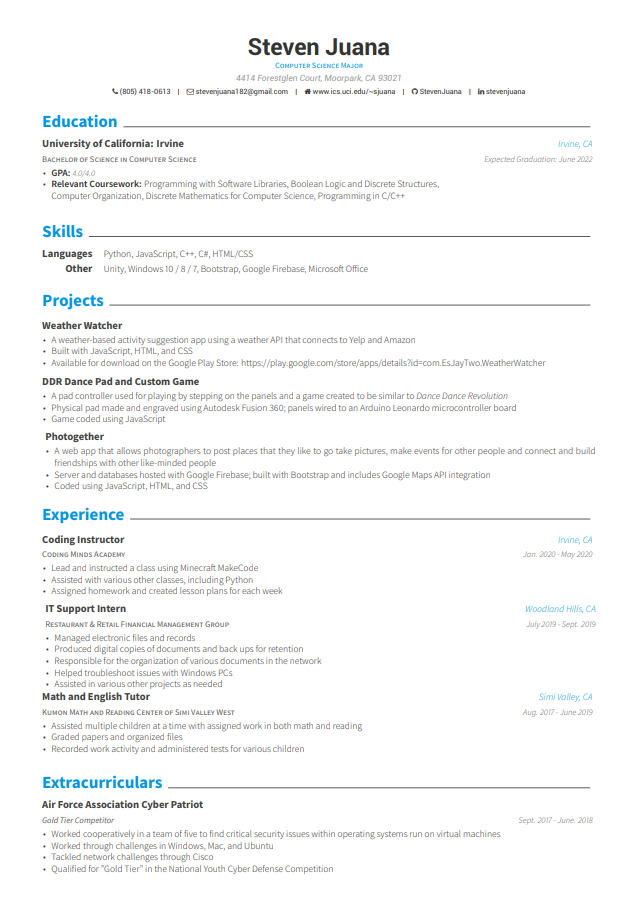 Steven Juana
Computer Science Major
4414 Forestglen Court, Moorpark, CA 93021
(805) 418-0613 | stevenjuana182@gmail.com | www.ics.uci.edu/~sjuana | StevenJuana | stevenjuana
Education
University of California: Irvine Irvine, CA
Bachelor of Science in Computer Science Expected Graduation: June 2022
• GPA: 4.0/4.0
• Relevant Coursework: Programming with Software Libraries, Boolean Logic and Discrete Structures,
Computer Organization, Discrete Mathematics for Computer Science, Programming in C/C++
Skills
Languages Python, JavaScript, C++, C#, HTML/CSS
Other Unity, Windows 10 / 8 / 7, Bootstrap, Google Firebase, Microsoft Office
Projects
Weather Watcher
• A weather-based activity suggestion app using a weather API that connects to Yelp and Amazon
• Built with JavaScript, HTML, and CSS
• Available for download on the Google Play Store: https://play.google.com/store/apps/details?id=com.EsJayTwo.WeatherWatcher
DDR Dance Pad and Custom Game
• A pad controller used for playing by stepping on the panels and a game created to be similar to Dance Dance Revolution
• Physical pad made and engraved using Autodesk Fusion 360; panels wired to an Arduino Leonardo microcontroller board
• Game coded using JavaScript
Photogether
• A web app that allows photographers to post places that they like to go take pictures, make events for other people and connect and build
friendships with other like-minded people
• Server and databases hosted with Google Firebase; built with Bootstrap and includes Google Maps API integration
• Coded using JavaScript, HTML, and CSS
Experience
Coding Instructor Irvine, CA
Coding Minds Academy Jan. 2020 - May 2020
• Lead and instructed a class using Minecraft MakeCode
• Assisted with various other classes, including Python
• Assigned homework and created lesson plans for each week
IT Support Intern Woodland Hills, CA
Restaurant & Retail Financial Management Group July 2019 - Sept. 2019
• Managed electronic files and records
• Produced digital copies of documents and back ups for retention
• Responsible for the organization of various documents in the network
• Helped troubleshoot issues with Windows PCs
• Assisted in various other projects as needed
Math and English Tutor Simi Valley, CA
Kumon Math and Reading Center of Simi Valley West Aug. 2017 - June 2019
• Assisted multiple children at a time with assigned work in both math and reading
• Graded papers and organized files
• Recorded work activity and administered tests for various children
Extracurriculars
Air Force Association Cyber Patriot
Gold Tier Competitor Sept. 2017 - June. 2018
• Worked cooperatively in a team of five to find critical security issues within operating systems run on virtual machines
• Worked through challenges in Windows, Mac, and Ubuntu
• Tackled network challenges through Cisco
• Qualified for "Gold Tier" in the National Youth Cyber Defense Competition